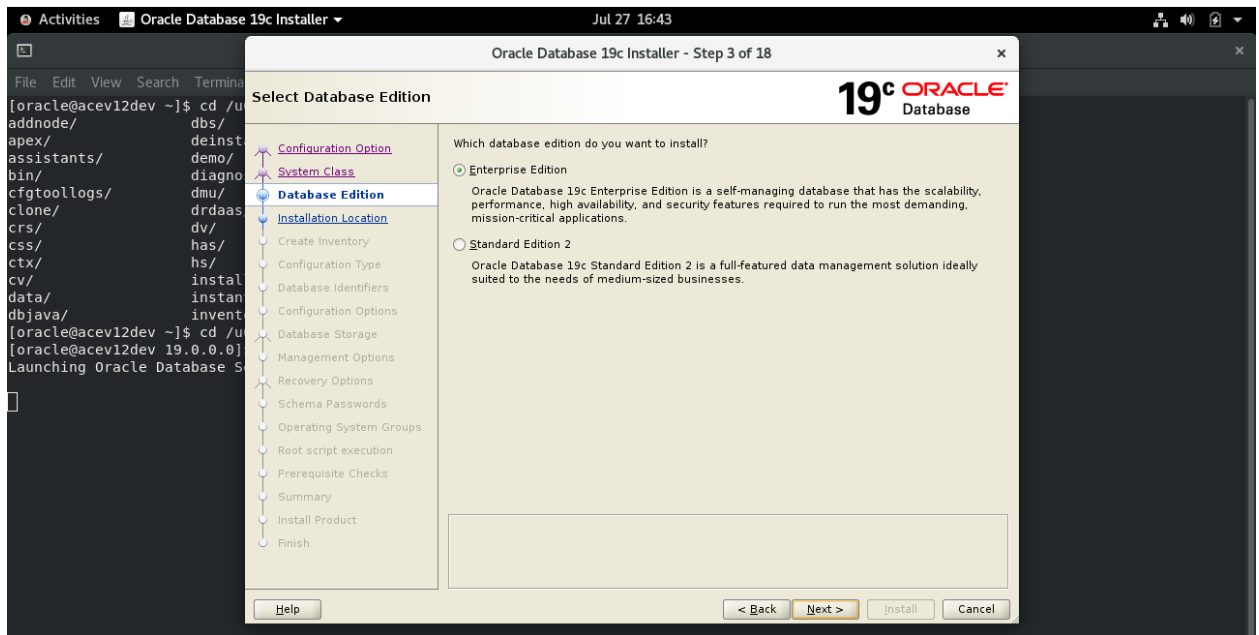 Activities Oracle Database 19c Installer Jul 27 16:43
File Edit View Search Termina
[oracle@acev12dev ~]$ cd /u
addnode/ dbs/
apex/ deinst
assistants/ demo/
bin/ diagno
cfgtoollogs/ dmu/
clone/ drdaas
crs/ dv/
css/ has/
ctx/ hs/
cv/ instal
data/ instan
dbjava/ invent
[oracle@acev12dev ~]$ cd /u
[oracle@acev12dev 19.0.0.0]
Launching Oracle Database S
Oracle Database 19c Installer - Step 3 of 18
Select Database Edition
19c ORACLE
Database
Configuration Option
System Class
Database Edition
Installation Location
Create Inventory
Configuration Type
Database Identifiers
Configuration Options
Database Storage
Management Options
Recovery Options
Schema Passwords
Operating System Groups
Root script execution
Prerequisite Checks
Summary
Install Product
Finish
Which database edition do you want to install?
Enterprise Edition
Oracle Database 19c Enterprise Edition is a self-managing database that has the scalability,
performance, high availability, and security features required to run the most demanding,
mission-critical applications.
Standard Edition 2
Oracle Database 19c Standard Edition 2 is a full-featured data management solution ideally
suited to the needs of medium-sized businesses.
Help < Back Next > Install Cancel